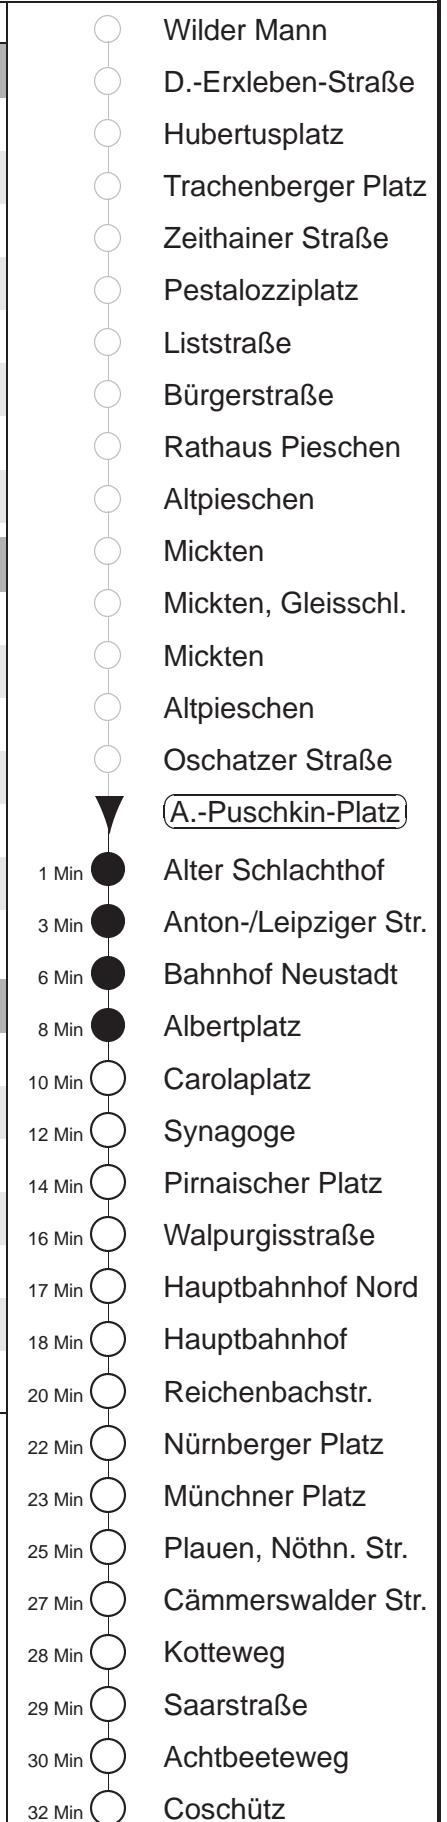 Wilder Mann
D.-Erxleben-Straße
Hubertusplatz
Trachenberger Platz
Zeithainer Straße
Pestalozziplatz
Liststraße
Bürgerstraße
Rathaus Pieschen
Altpieschen
Mickten
Mickten, Gleisschl.
Mickten
Altpieschen
Oschatzer Straße
A.-Puschkin-Platz
1 Min Alter Schlachthof
3 Min Anton-/Leipziger Str.
6 Min Bahnhof Neustadt
8 Min Albertplatz
10 Min Carolaplatz
12 Min Synagoge
14 Min Pirnaischer Platz
16 Min Walpurgisstraße
17 Min Hauptbahnhof Nord
18 Min Hauptbahnhof
20 Min Reichenbachstr.
22 Min Nürnberger Platz
23 Min Münchner Platz
25 Min Plauen, Nöthn. Str.
27 Min Cämmerswalder Str.
28 Min Kotteweg
29 Min Saarstraße
30 Min Achtbeeteweg
32 Min Coschütz